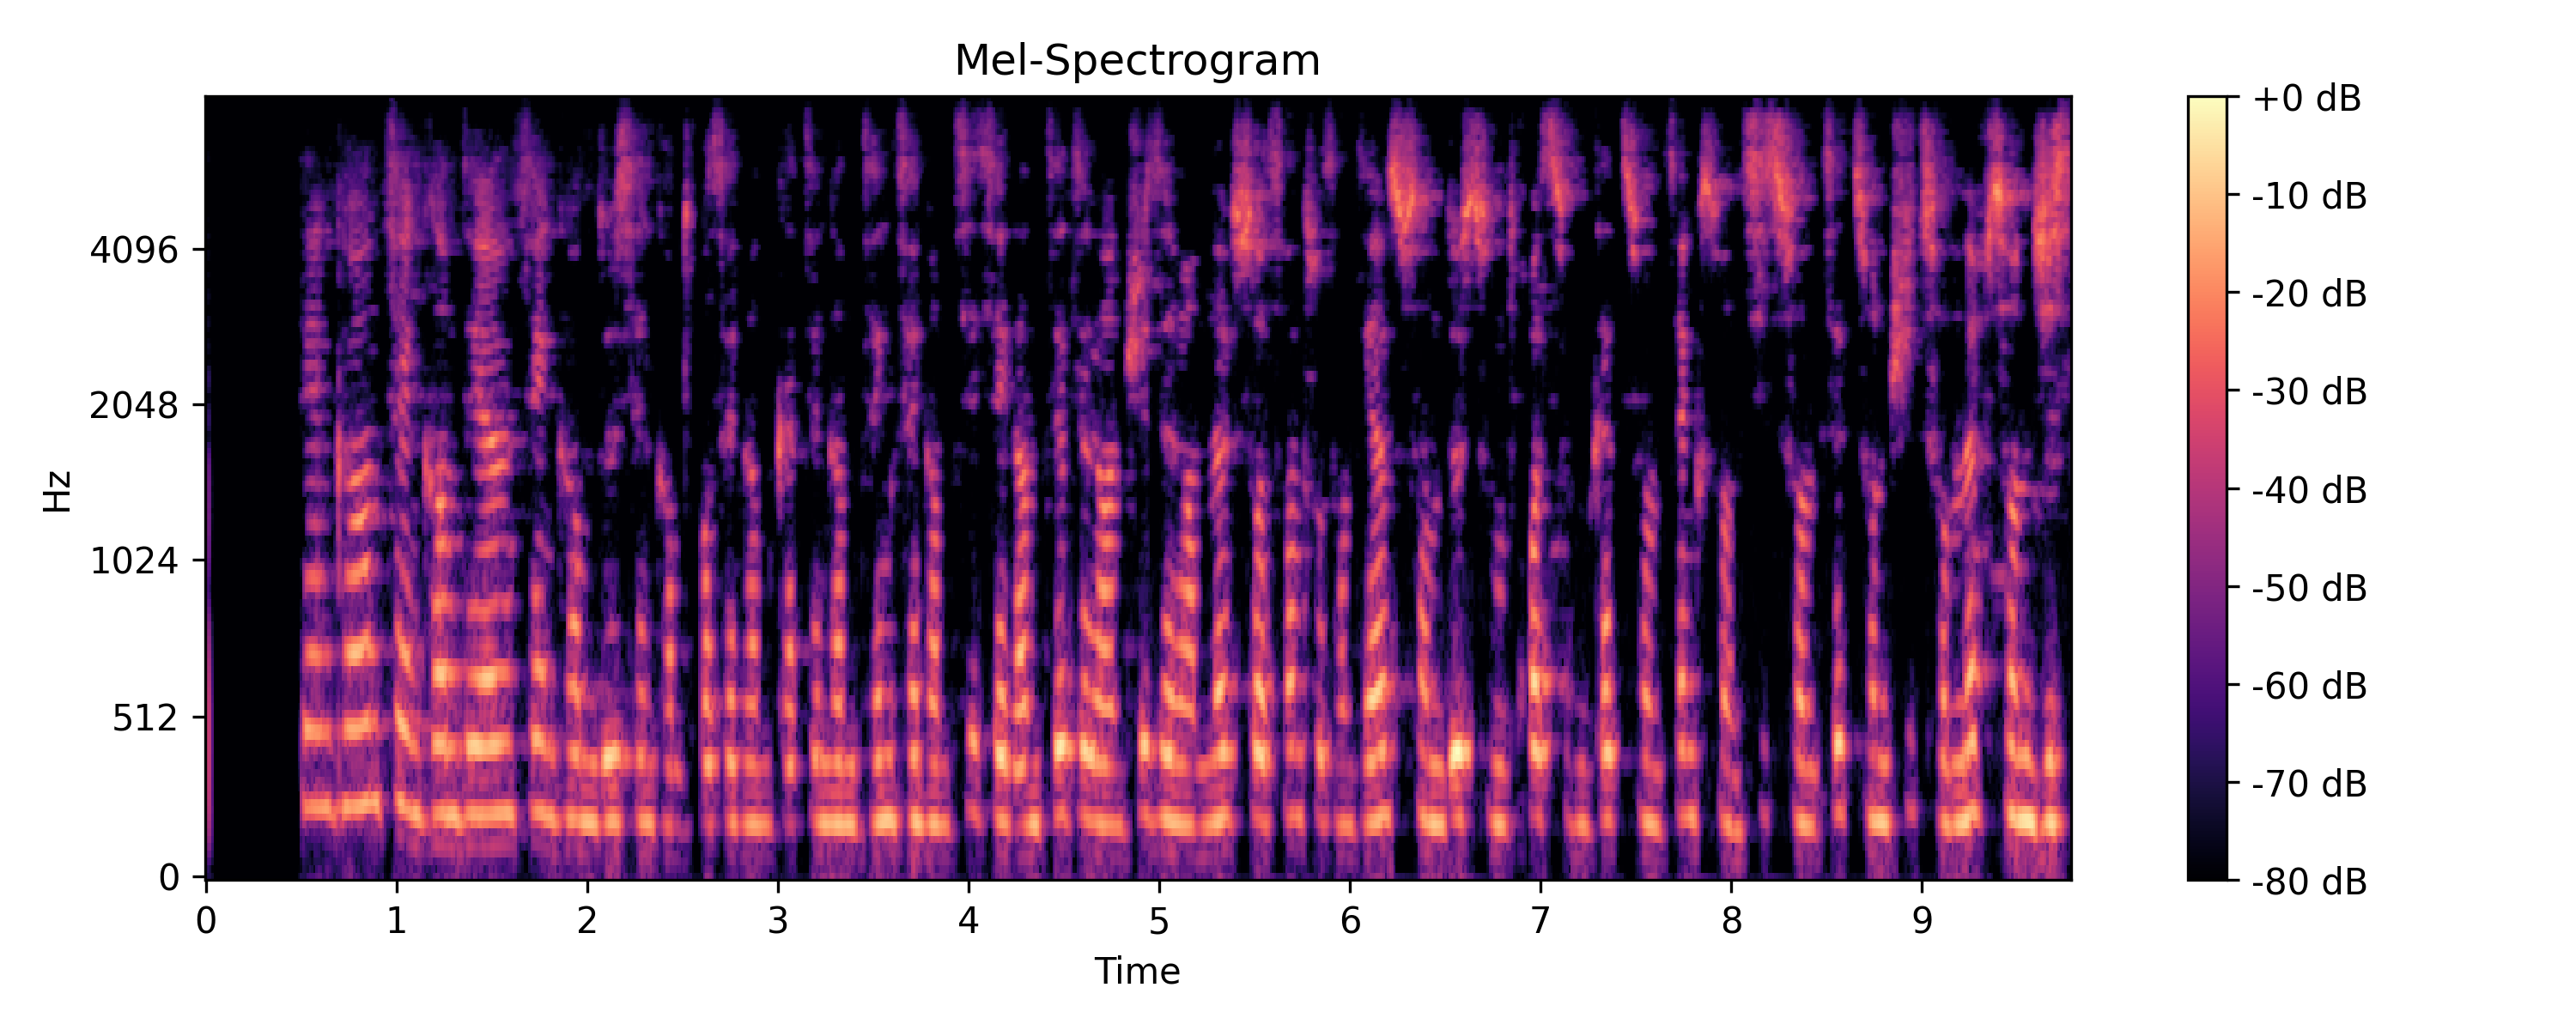 Mel-Spectrogram
Hz
4096
2048
1024
512
0
0 1 2 3 4 5 6 7 8 9
Time
+0 dB
-10 dB
-20 dB
-30 dB
-40 dB
-50 dB
-60 dB
-70 dB
-80 dB